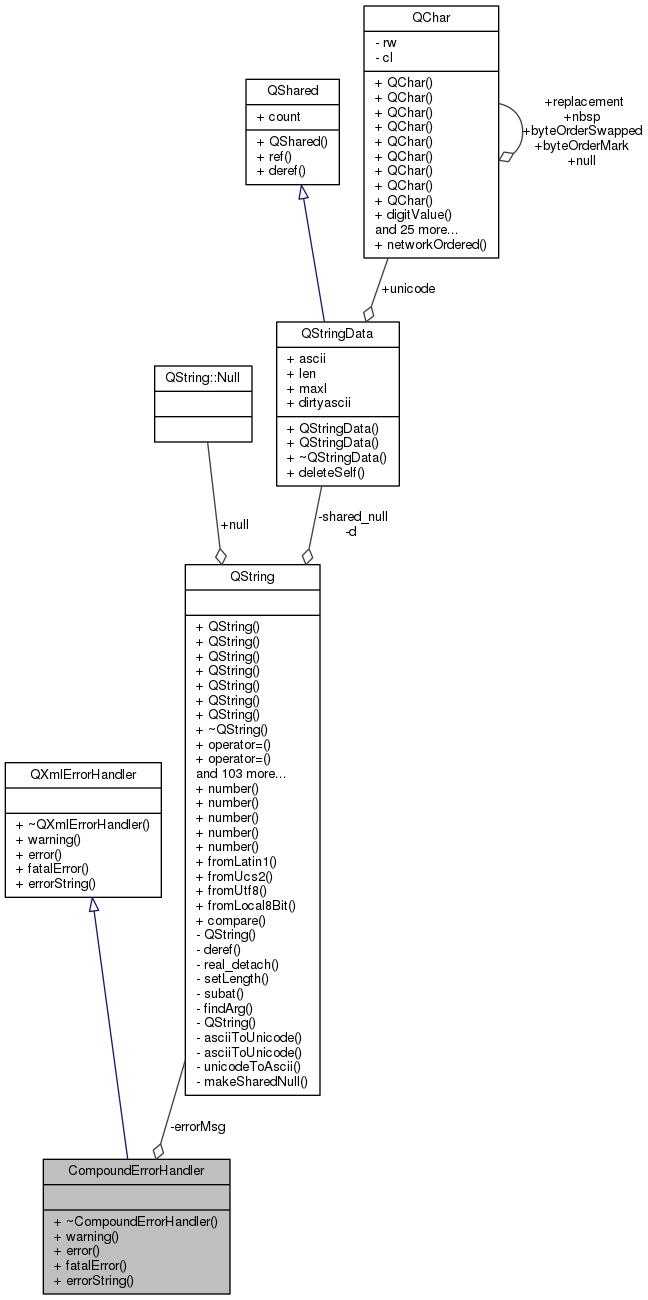 QChar
- rw
- cl
+ QChar()
+ QChar()
+ QChar()
+ QChar()
+ QChar()
+ QChar()
+ QChar()
+ QChar()
+ QChar()
+ digitValue()
and 25 more...
+ networkOrdered()
+replacement
+nbsp
+byteOrderSwapped
+byteOrderMark
+null
QShared
+ count
+ QShared()
+ ref()
+ deref()
+unicode
QStringData
+ ascii
+ len
+ maxl
+ dirtyascii
+ QStringData()
+ QStringData()
+ ~QStringData()
+ deleteSelf()
QString::Null
+null
-shared_null
-d
QString
+ QString()
+ QString()
+ QString()
+ QString()
+ QString()
+ QString()
+ QString()
+ ~QString()
+ operator=()
+ operator=()
and 103 more...
+ number()
+ number()
+ number()
+ number()
+ number()
+ fromLatin1()
+ fromUcs2()
+ fromUtf8()
+ fromLocal8Bit()
+ compare()
- QString()
- deref()
- real_detach()
- setLength()
- subat()
- findArg()
- QString()
- asciiToUnicode()
- asciiToUnicode()
- unicodeToAscii()
- makeSharedNull()
QXmlErrorHandler
+ ~QXmlErrorHandler()
+ warning()
+ error()
+ fatalError()
+ errorString()
-errorMsg
CompoundErrorHandler
+ ~CompoundErrorHandler()
+ warning()
+ error()
+ fatalError()
+ errorString()